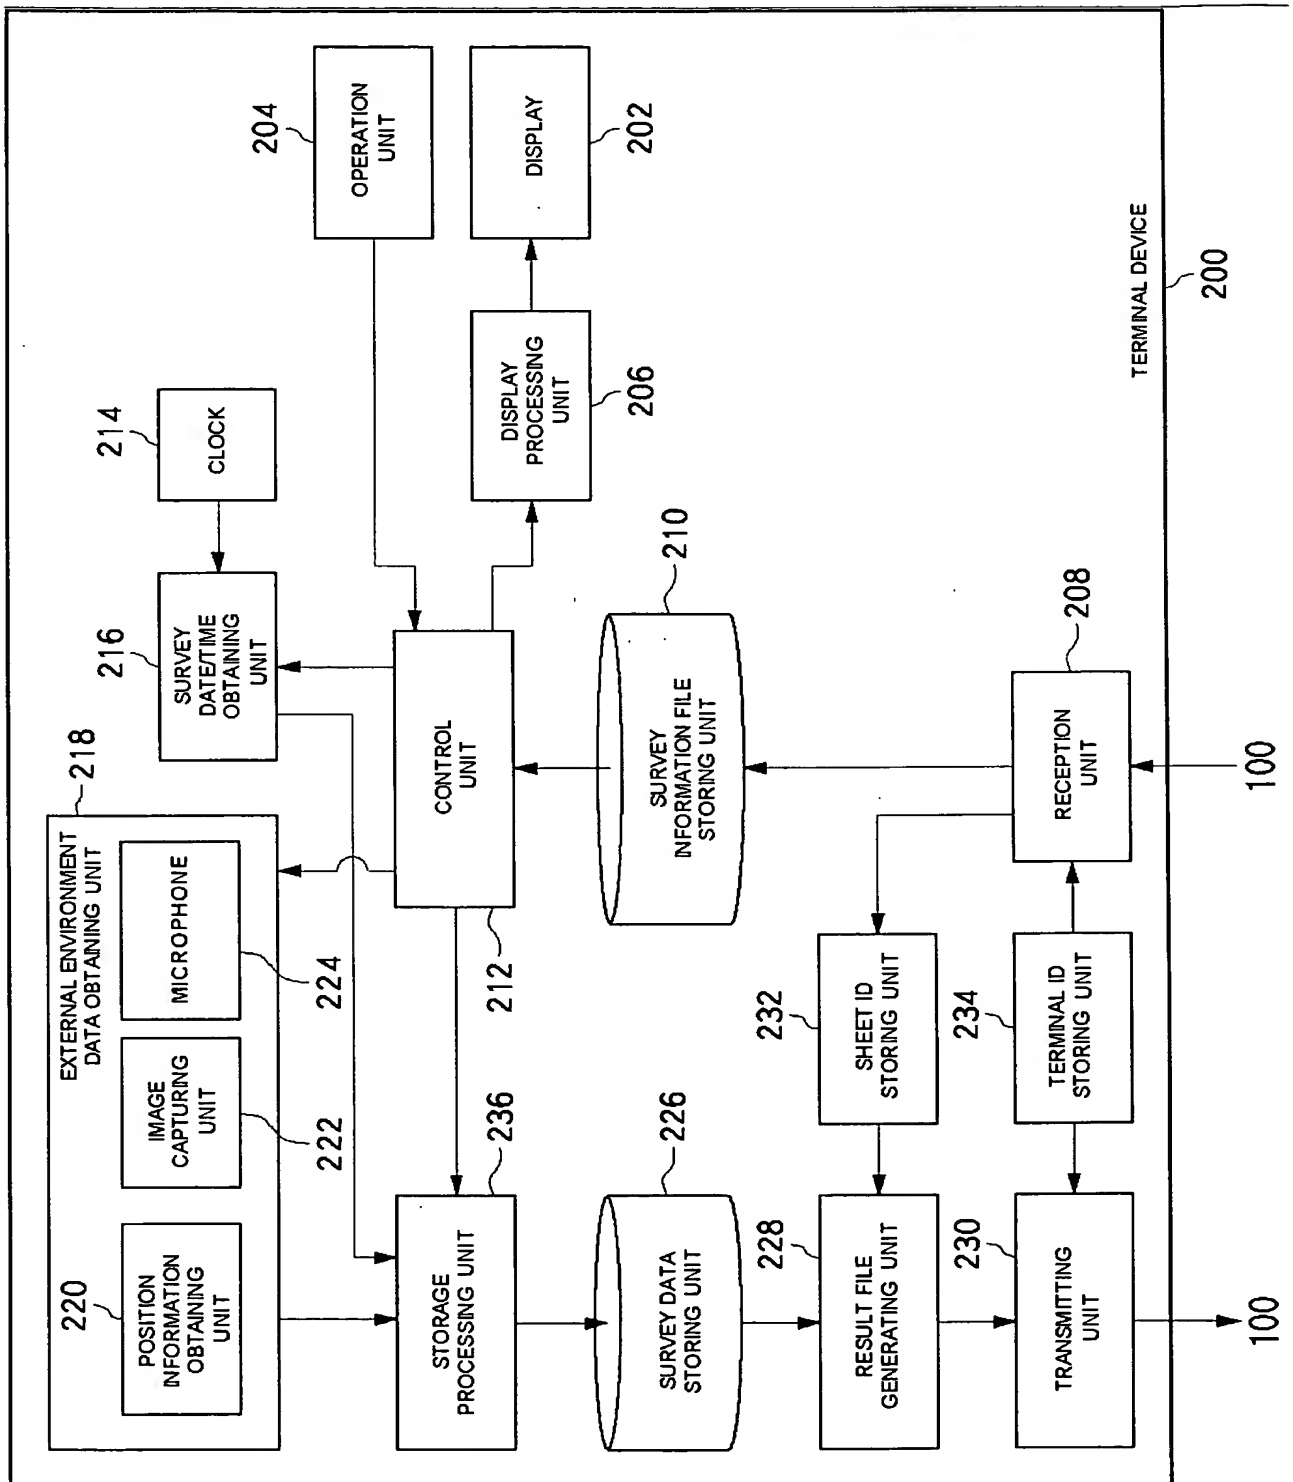 EXTERNAL ENVIRONMENT
DATA OBTAINING UNIT
218
220
POSITION
INFORMATION
OBTAINING
UNIT
IMAGE
CAPTURING
UNIT
222
MICROPHONE
224
216
SURVEY
DATE/TIME
OBTAINING
UNIT
214
CLOCK
204
OPERATION
UNIT
DISPLAY
202
DISPLAY
PROCESSING
UNIT
206
STORAGE
PROCESSING UNIT
236
CONTROL
UNIT
212
SURVEY DATA
STORING UNIT
226
SURVEY
INFORMATION FILE
STORING UNIT
210
228
RESULT FILE
GENERATING UNIT
232
SHEET ID
STORING UNIT
230
TRANSMITTING
UNIT
234
TERMINAL ID
STORING UNIT
RECEPTION
UNIT
208
TERMINAL DEVICE
200
100
100